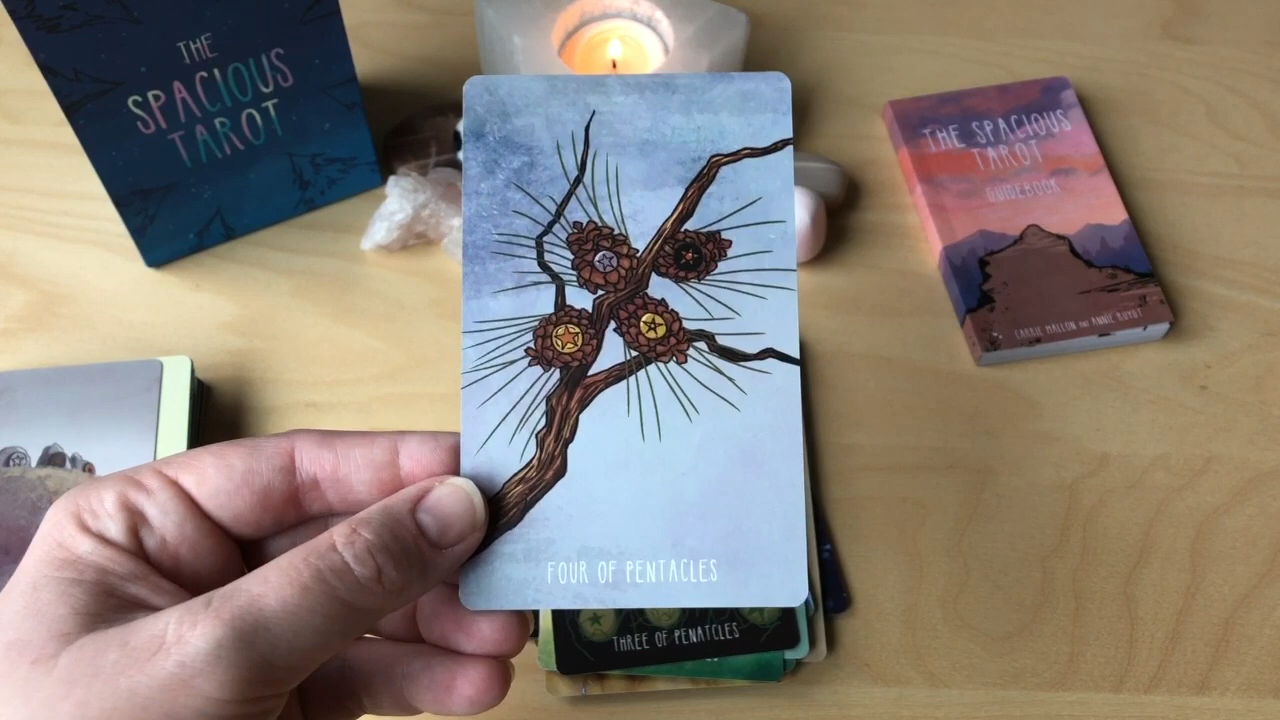 THE
SPACIOUS
TAROT
THE SPACIOUS
TAROT
GUIDEBOOK
CARRIE MALLON AND ANNIE RUYGT
FOUR OF PENTACLES
THREE OF PENATCLES